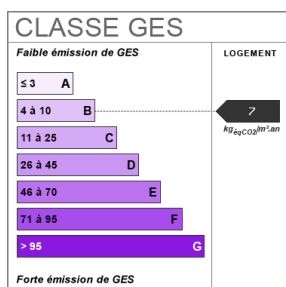 CLASSE GES
Faible émission de GES
LOGEMENT
≤ 3 A
4 à 10 B
7
kgéqCO2/m².an
11 à 25 C
26 à 45 D
46 à 70 E
71 à 95 F
> 95 G
Forte émission de GES